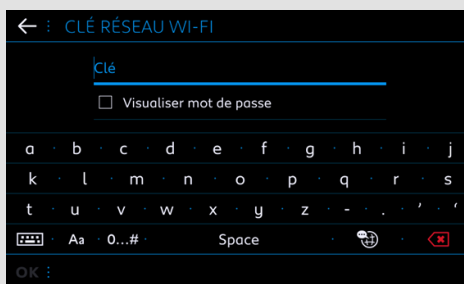 CLÉ RÉSEAU WI-FI
Clé
Visualiser mot de passe
a b c d e f g h i j
k l m n o p q r s
t u v w x y z - . ' ‘
Aa 0...# Space
OK